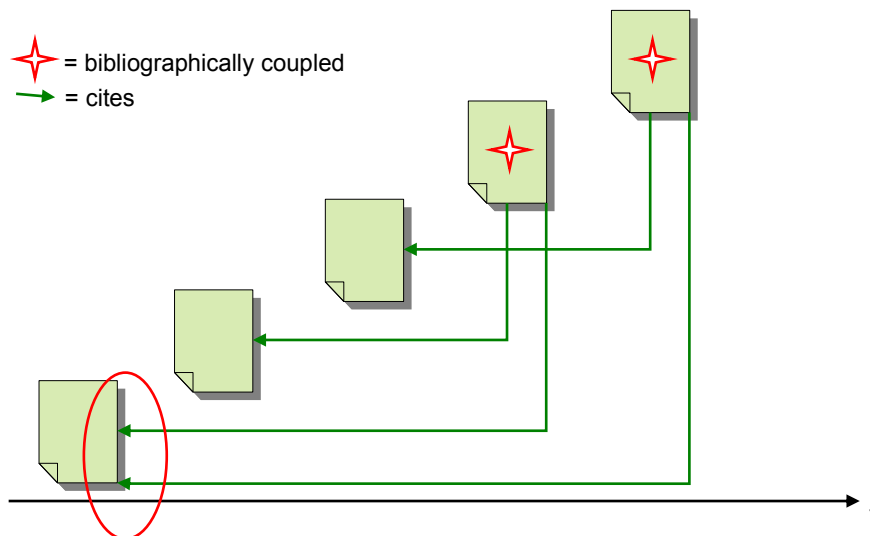 = bibliographically coupled
= cites